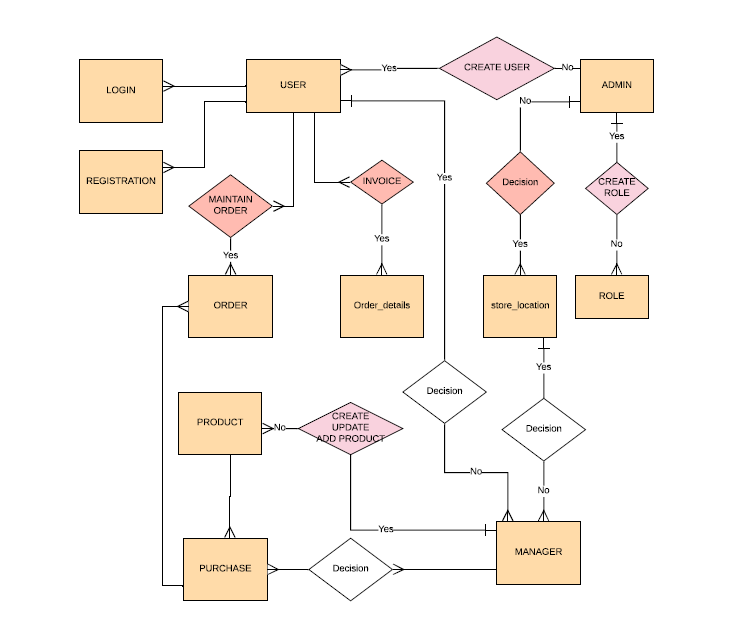 Yes
CREATE USER
No
LOGIN
USER
ADMIN
No
Yes
REGISTRATION
MAINTAIN
ORDER
INVOICE
Yes
Decision
CREATE
ROLE
Yes
Yes
Yes
No
ORDER
Order_details
store_location
ROLE
Yes
Decision
PRODUCT
No
CREATE
UPDATE
ADD PRODUCT
Decision
No
No
Yes
MANAGER
PURCHASE
Decision